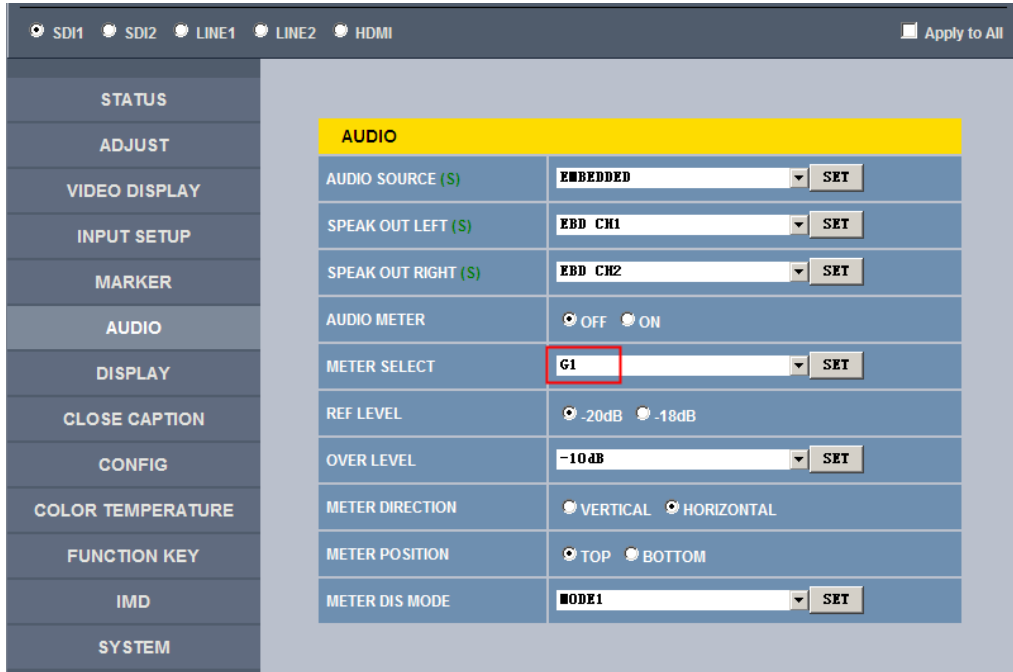 SDI1 SDI2 LINE1 LINE2 HDMI Apply to All
STATUS
ADJUST
VIDEO DISPLAY
INPUT SETUP
MARKER
AUDIO
DISPLAY
CLOSE CAPTION
CONFIG
COLOR TEMPERATURE
FUNCTION KEY
IMD
SYSTEM
AUDIO
AUDIO SOURCE (S) EMBEDDED SET
SPEAK OUT LEFT (S) EBD CH1 SET
SPEAK OUT RIGHT (S) EBD CH2 SET
AUDIO METER OFF ON
METER SELECT G1 SET
REF LEVEL -20dB -18dB
OVER LEVEL -10dB SET
METER DIRECTION VERTICAL HORIZONTAL
METER POSITION TOP BOTTOM
METER DIS MODE MODE1 SET